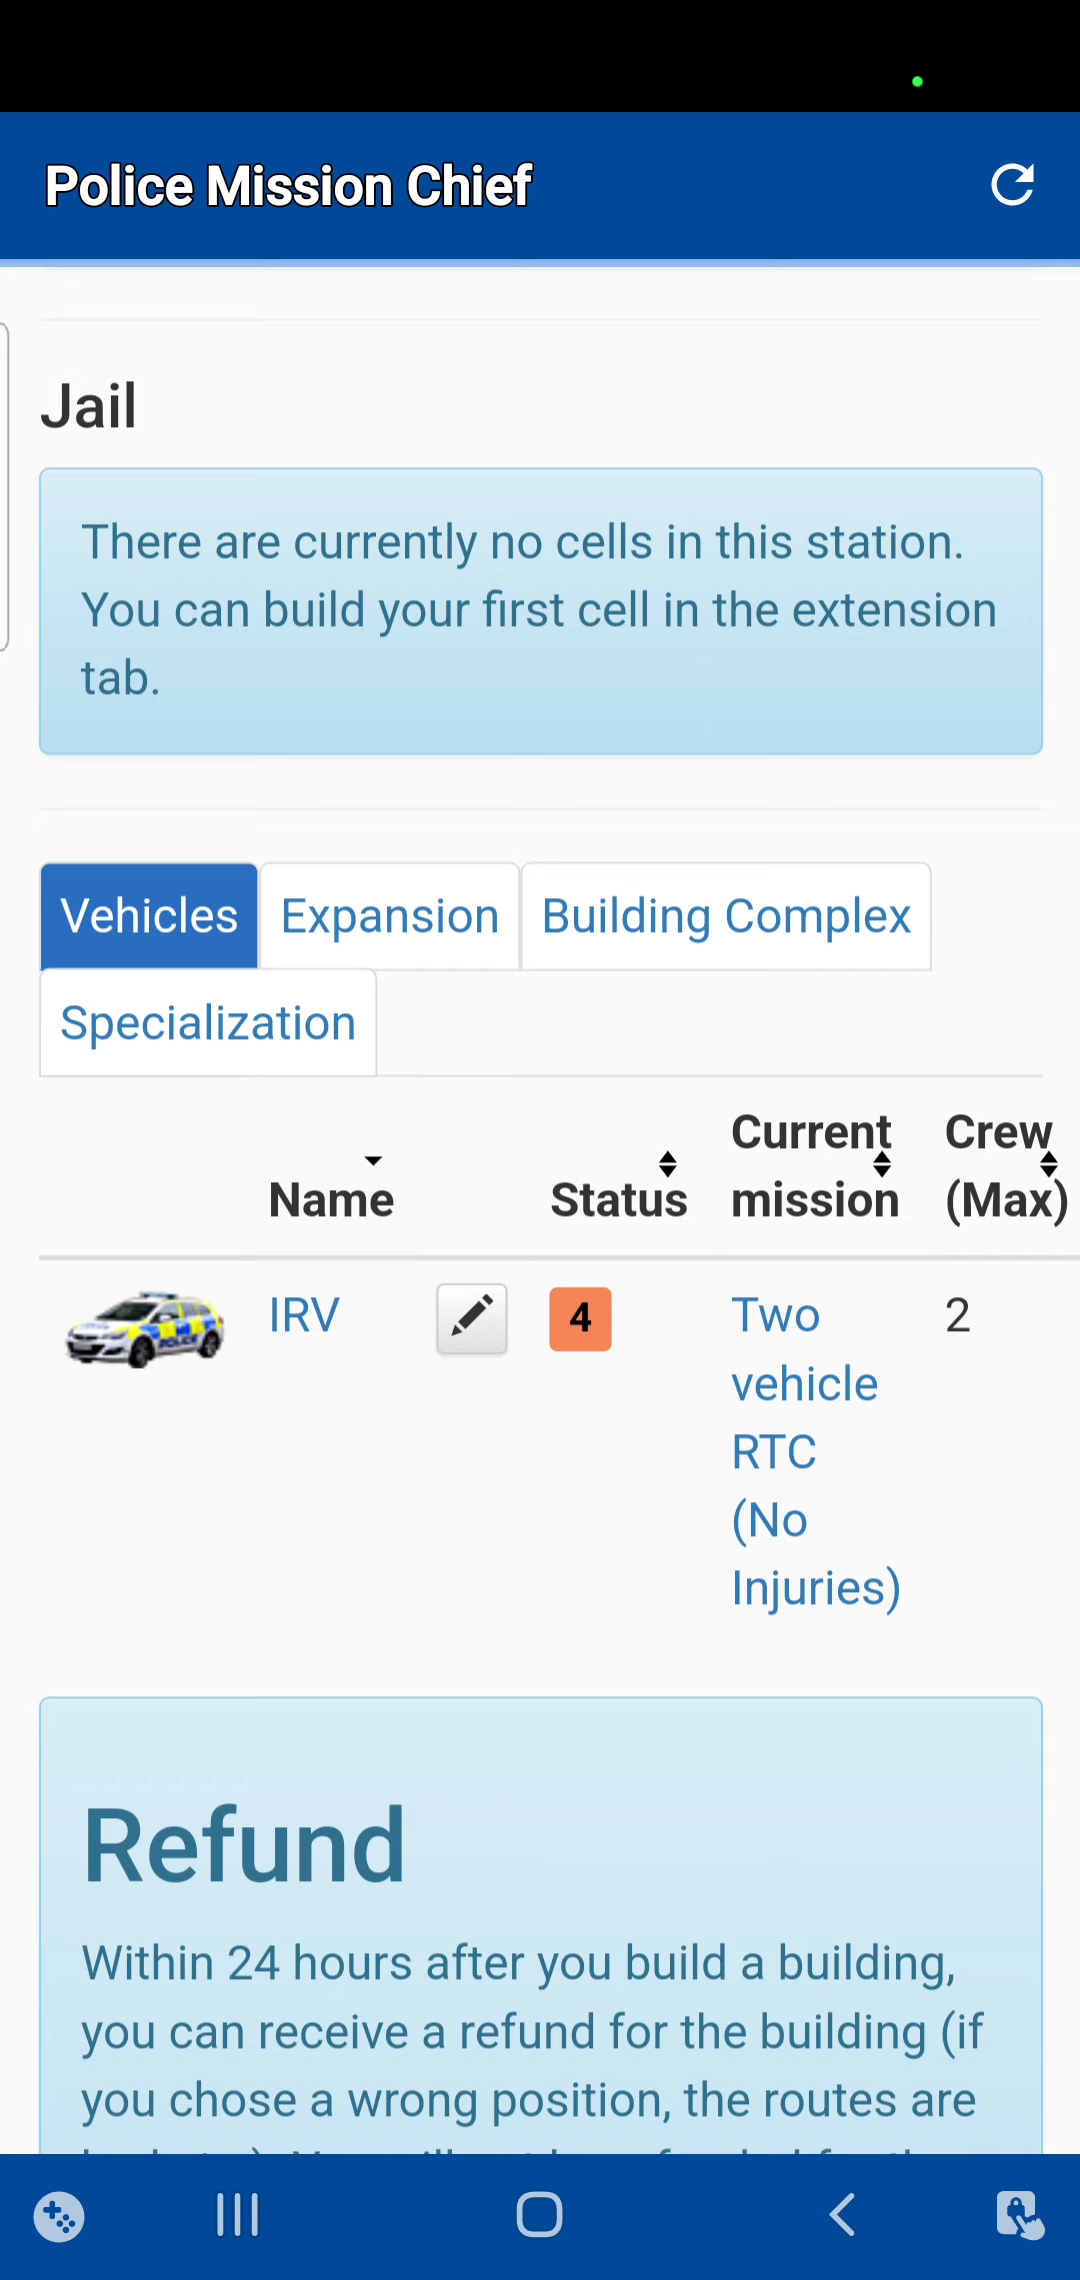 Police Mission Chief
Jail
There are currently no cells in this station.
You can build your first cell in the extension
tab.
Vehicles Expansion Building Complex
Specialization
Name Status Current mission Crew (Max)
IRV 4 Two 2
vehicle
RTC
(No
Injuries)
Refund
Within 24 hours after you build a building,
you can receive a refund for the building (if
you chose a wrong position, the routes are